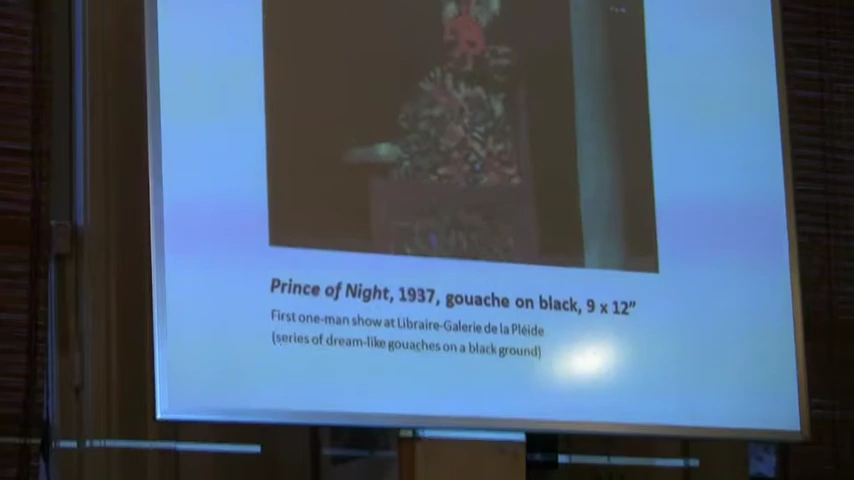 Prince of Night, 1937, gouache on black, 9 x 12”
First one-man show at Libraire-Galerie de la Pléide
(series of dream-like gouaches on a black ground)